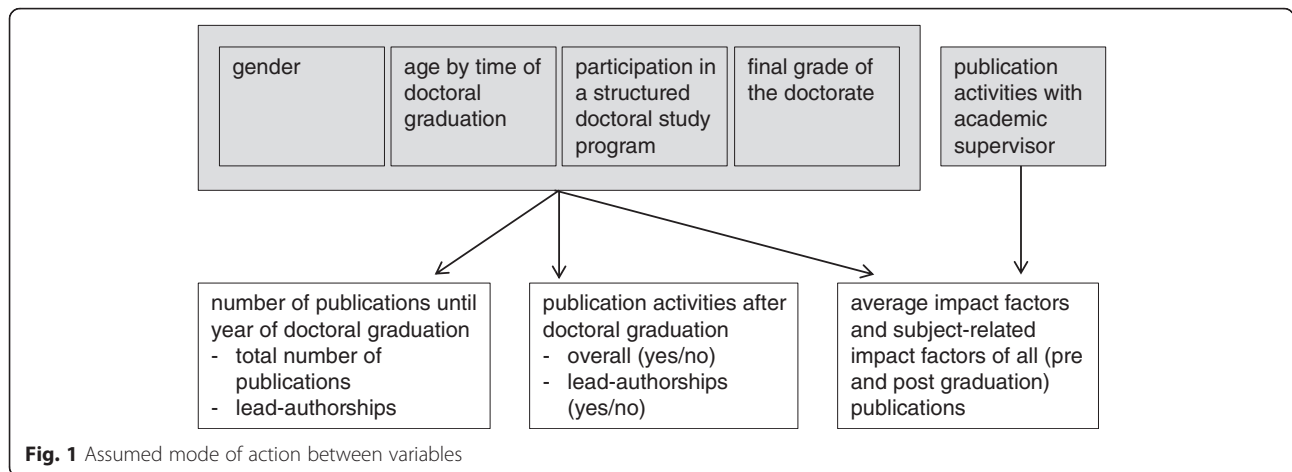 gender
age by time of
doctoral
graduation
participation in
a structured
doctoral study
program
final grade of
the doctorate
publication
activities with
academic
supervisor
number of publications until
year of doctoral graduation
- total number of
publications
- lead-authorships
publication activities after
doctoral graduation
- overall (yes/no)
- lead-authorships
(yes/no)
average impact factors
and subject-related
impact factors of all (pre
and post graduation)
publications
Fig. 1 Assumed mode of action between variables